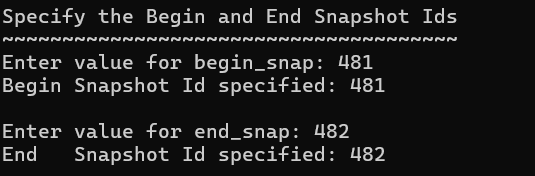 Specify the Begin and End Snapshot Ids
~~~~~~~~~~~~~~~~~~~~~~~~~~~~~~~~~~~~~~
Enter value for begin_snap: 481
Begin Snapshot Id specified: 481

Enter value for end_snap: 482
End   Snapshot Id specified: 482